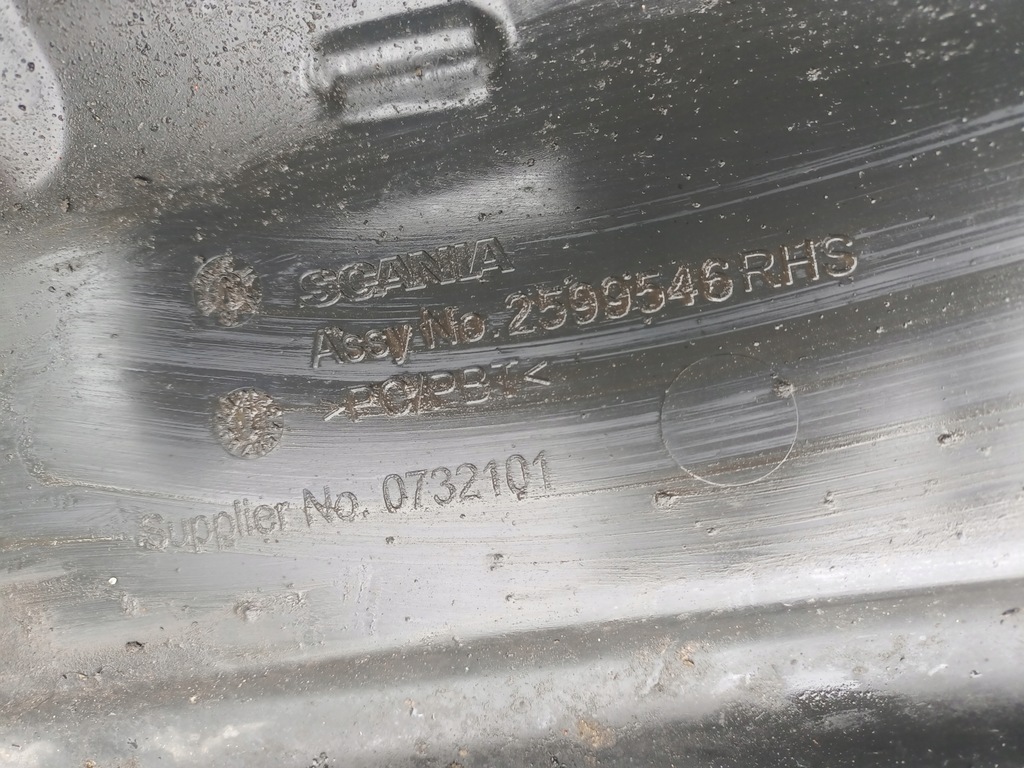 SCANIA
Assy No. 2599546 RHS
>PC/PBT<
Supplier No. 0732101